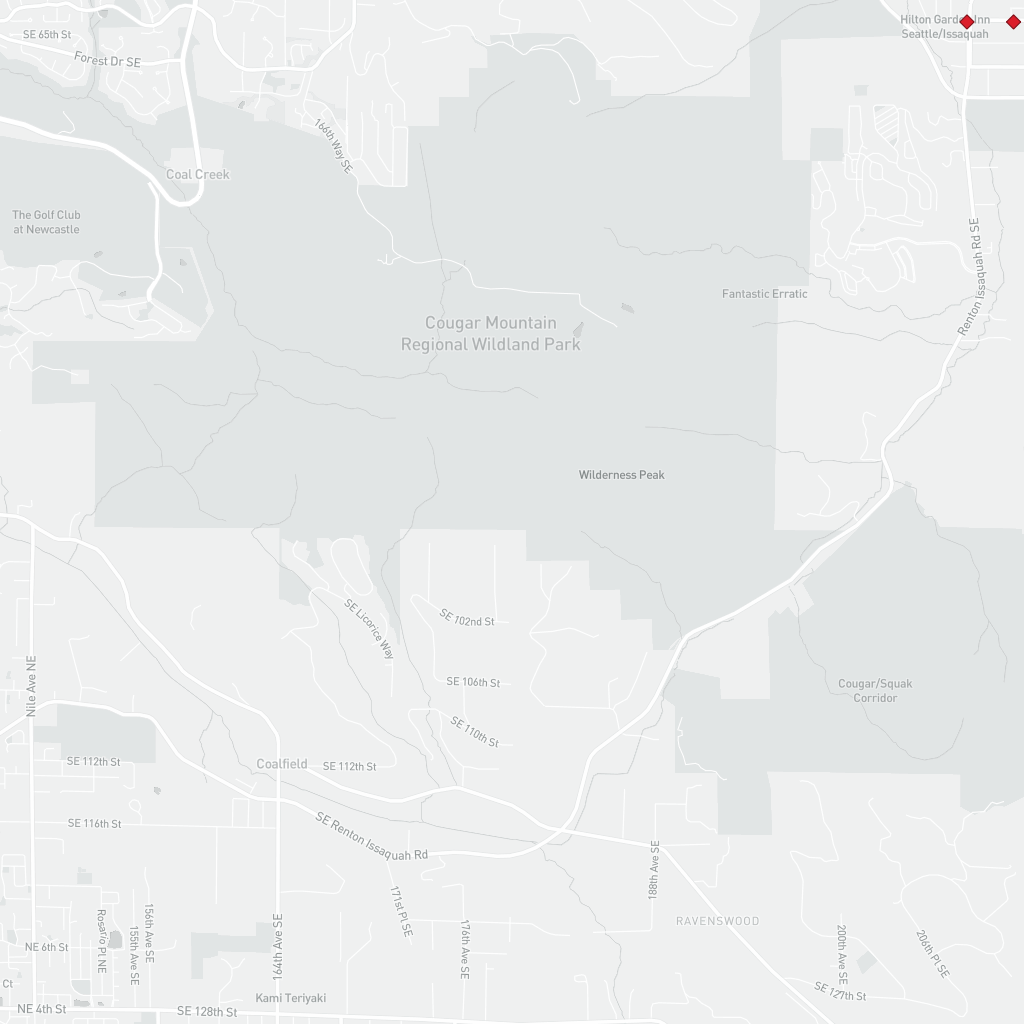 Hilton Garden Inn
Seattle/Issaquah
SE 65th St
Forest Dr SE
166th Way SE
Coal Creek
The Golf Club
at Newcastle
Renton Issaquah Rd SE
Fantastic Erratic
Cougar Mountain
Regional Wildland Park
Wilderness Peak
SE Licorice Way
SE 102nd St
Nile Ave NE
SE 106th St
Cougar/Squak
Corridor
SE 110th St
SE 112th St
Coalfield
SE 112th St
SE 116th St
SE Renton Issaquah Rd
188th Ave SE
171st Pl SE
RAVENSWOOD
156th Ave SE
Rosario Pl NE
155th Ave SE
164th Ave SE
176th Ave SE
200th Ave SE
206th Pl SE
NE 6th St
Ct
Kami Teriyaki
SE 127th St
NE 4th St
SE 128th St